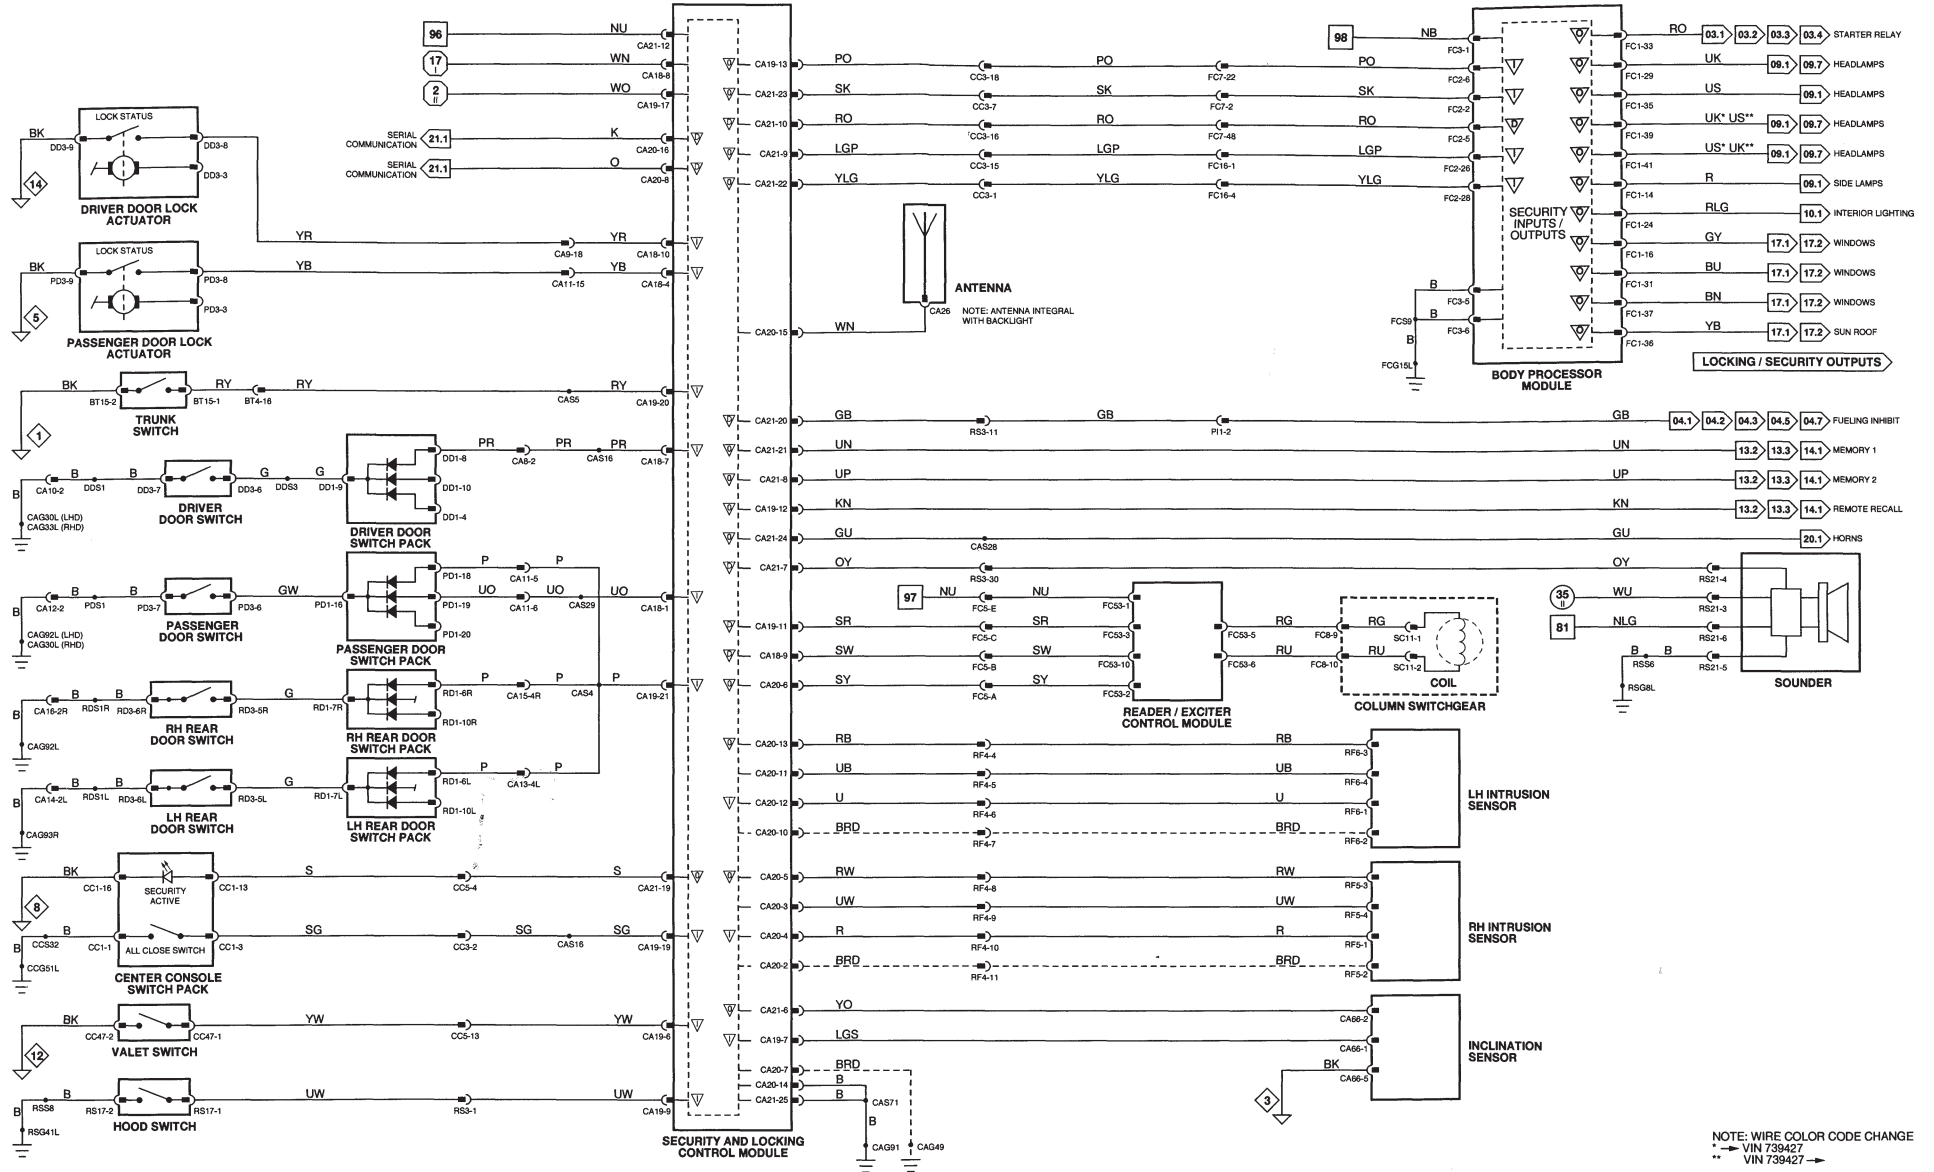 96
NU
CA21-12
17
I
WN
CA18-8
2
II
WO
CA19-17
SERIAL
COMMUNICATION
21.1
K
CA20-16
SERIAL
COMMUNICATION
21.1
O
CA20-8
LOCK STATUS
BK
DD3-9
DD3-8
DD3-3
14
DRIVER DOOR LOCK
ACTUATOR
YR
CA9-18
YR
CA18-10
LOCK STATUS
BK
PD3-9
PD3-8
PD3-3
5
PASSENGER DOOR LOCK
ACTUATOR
YB
CA11-15
YB
CA18-4
BK
BT15-2
BT15-1
RY
BT4-16
RY
CAS5
RY
CA19-20
TRUNK
SWITCH
1
B
CA10-2
B
DDS1
B
DD3-7
DD3-6
G
DDS3
G
DD1-9
DD1-8
DD1-10
DD1-4
PR
CA8-2
PR
CAS16
PR
CA18-7
CAG30L (LHD)
CAG33L (RHD)
DRIVER
DOOR SWITCH
DRIVER DOOR
SWITCH PACK
B
CA12-2
B
PDS1
B
PD3-7
PD3-6
GW
PD1-16
PD1-18
PD1-19
PD1-20
P
CA11-5
P
UO
CA11-6
UO
CAS29
UO
CA18-1
CAG92L (LHD)
CAG30L (RHD)
PASSENGER
DOOR SWITCH
PASSENGER DOOR
SWITCH PACK
B
CA16-2R
B
RDS1R
B
RD3-6R
RD3-5R
G
RD1-7R
RD1-6R
RD1-10R
P
CA15-4R
P
CAS4
P
CA19-21
CAG92L
RH REAR
DOOR SWITCH
RH REAR DOOR
SWITCH PACK
B
CA14-2L
B
RDS1L
B
RD3-6L
RD3-5L
G
RD1-7L
RD1-6L
RD1-10L
P
CA13-4L
P
CAG93R
LH REAR
DOOR SWITCH
LH REAR DOOR
SWITCH PACK
BK
CC1-16
SECURITY
ACTIVE
CC1-13
S
CC5-4
S
CA21-19
8
B
CCS32
B
CC1-1
ALL CLOSE SWITCH
CC1-3
SG
CC3-2
SG
CAS16
SG
CA19-19
CCG51L
CENTER CONSOLE
SWITCH PACK
BK
CC47-2
CC47-1
YW
CC5-13
YW
CA19-6
12
VALET SWITCH
B
RSS8
B
RS17-2
RS17-1
UW
RS3-1
UW
CA19-9
RSG41L
HOOD SWITCH
SECURITY AND LOCKING
CONTROL MODULE
CA19-13
PO
CC3-18
PO
FC7-22
PO
FC2-6
CA21-23
SK
CC3-7
SK
FC7-2
SK
FC2-2
CA21-10
RO
CC3-16
RO
FC7-48
RO
FC2-5
CA21-9
LGP
CC3-15
LGP
FC16-1
LGP
FC2-26
CA21-22
YLG
CC3-1
YLG
FC16-4
YLG
FC2-28
98
NB
FC3-1
SECURITY
INPUTS /
OUTPUTS
B
FC3-5
FCS9
B
FC3-6
B
FCG15L
BODY PROCESSOR
MODULE
FC1-33
RO
03.1
03.2
03.3
03.4
STARTER RELAY
FC1-29
UK
09.1
09.7
HEADLAMPS
FC1-35
US
09.1
HEADLAMPS
FC1-39
UK* US**
09.1
09.7
HEADLAMPS
FC1-41
US* UK**
09.1
09.7
HEADLAMPS
FC1-14
R
09.1
SIDE LAMPS
FC1-24
RLG
10.1
INTERIOR LIGHTING
FC1-16
GY
17.1
17.2
WINDOWS
FC1-31
BU
17.1
17.2
WINDOWS
FC1-37
BN
17.1
17.2
WINDOWS
FC1-36
YB
17.1
17.2
SUN ROOF
LOCKING / SECURITY OUTPUTS
ANTENNA
CA26
NOTE: ANTENNA INTEGRAL
WITH BACKLIGHT
CA20-15
WN
CA21-20
GB
RS3-11
GB
PI1-2
GB
04.1
04.2
04.3
04.5
04.7
FUELING INHIBIT
CA21-21
UN
UN
13.2
13.3
14.1
MEMORY 1
CA21-8
UP
UP
13.2
13.3
14.1
MEMORY 2
CA19-12
KN
KN
13.2
13.3
14.1
REMOTE RECALL
CA21-24
GU
CAS28
GU
20.1
HORNS
CA21-7
OY
RS3-30
OY
RS21-4
97
NU
FC5-E
NU
FC53-1
CA19-11
SR
FC5-C
SR
FC53-3
CA18-9
SW
FC5-B
SW
FC53-10
CA20-6
SY
FC5-A
SY
FC53-2
READER / EXCITER
CONTROL MODULE
FC53-5
RG
FC8-9
RG
SC11-1
FC53-6
RU
FC8-10
RU
SC11-2
COIL
COLUMN SWITCHGEAR
35
II
WU
RS21-3
81
NLG
RS21-6
B
RSS6
B
RS21-5
RSG8L
SOUNDER
CA20-13
RB
RF4-4
RB
RF6-3
CA20-11
UB
RF4-5
UB
RF6-4
CA20-12
U
RF4-6
U
RF6-1
CA20-10
BRD
RF4-7
BRD
RF6-2
LH INTRUSION
SENSOR
CA20-5
RW
RF4-8
RW
RF5-3
CA20-3
UW
RF4-9
UW
RF5-4
CA20-4
R
RF4-10
R
RF5-1
CA20-2
BRD
RF4-11
BRD
RF5-2
RH INTRUSION
SENSOR
CA21-6
YO
CA66-2
CA19-7
LGS
CA66-1
BK
CA66-5
3
INCLINATION
SENSOR
CA20-7
BRD
CA20-14
B
CA21-25
B
CAS71
B
CAG91
CAG49
NOTE: WIRE COLOR CODE CHANGE
* → VIN 739427
** VIN 739427 →